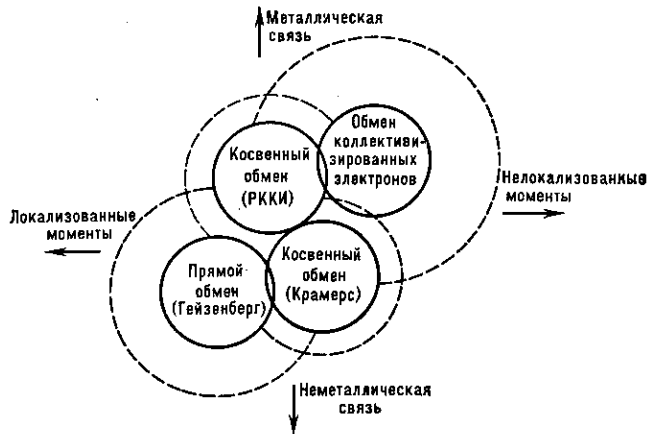 Металлическая
связь
Обмен
коллективи-
зированных
электронов
Косвенный
обмен
(РККИ)
Нелокализованные
моменты
Локализованные
моменты
Косвенный
обмен
(Крамерс)
Прямой
обмен
(Гейзенберг)
Неметаллическая
связь